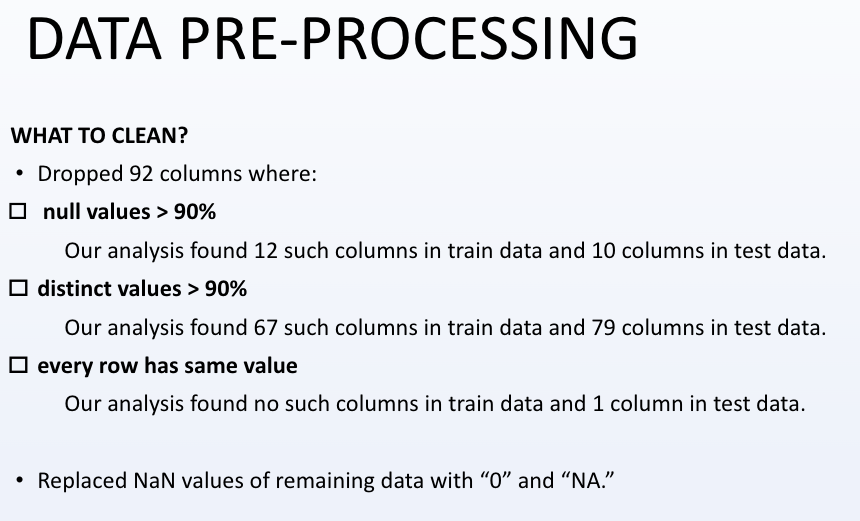 DATA PRE-PROCESSING
WHAT TO CLEAN?
• Dropped 92 columns where:
☐ null values > 90%
Our analysis found 12 such columns in train data and 10 columns in test data.
☐ distinct values > 90%
Our analysis found 67 such columns in train data and 79 columns in test data.
☐ every row has same value
Our analysis found no such columns in train data and 1 column in test data.
• Replaced NaN values of remaining data with “0” and “NA.”